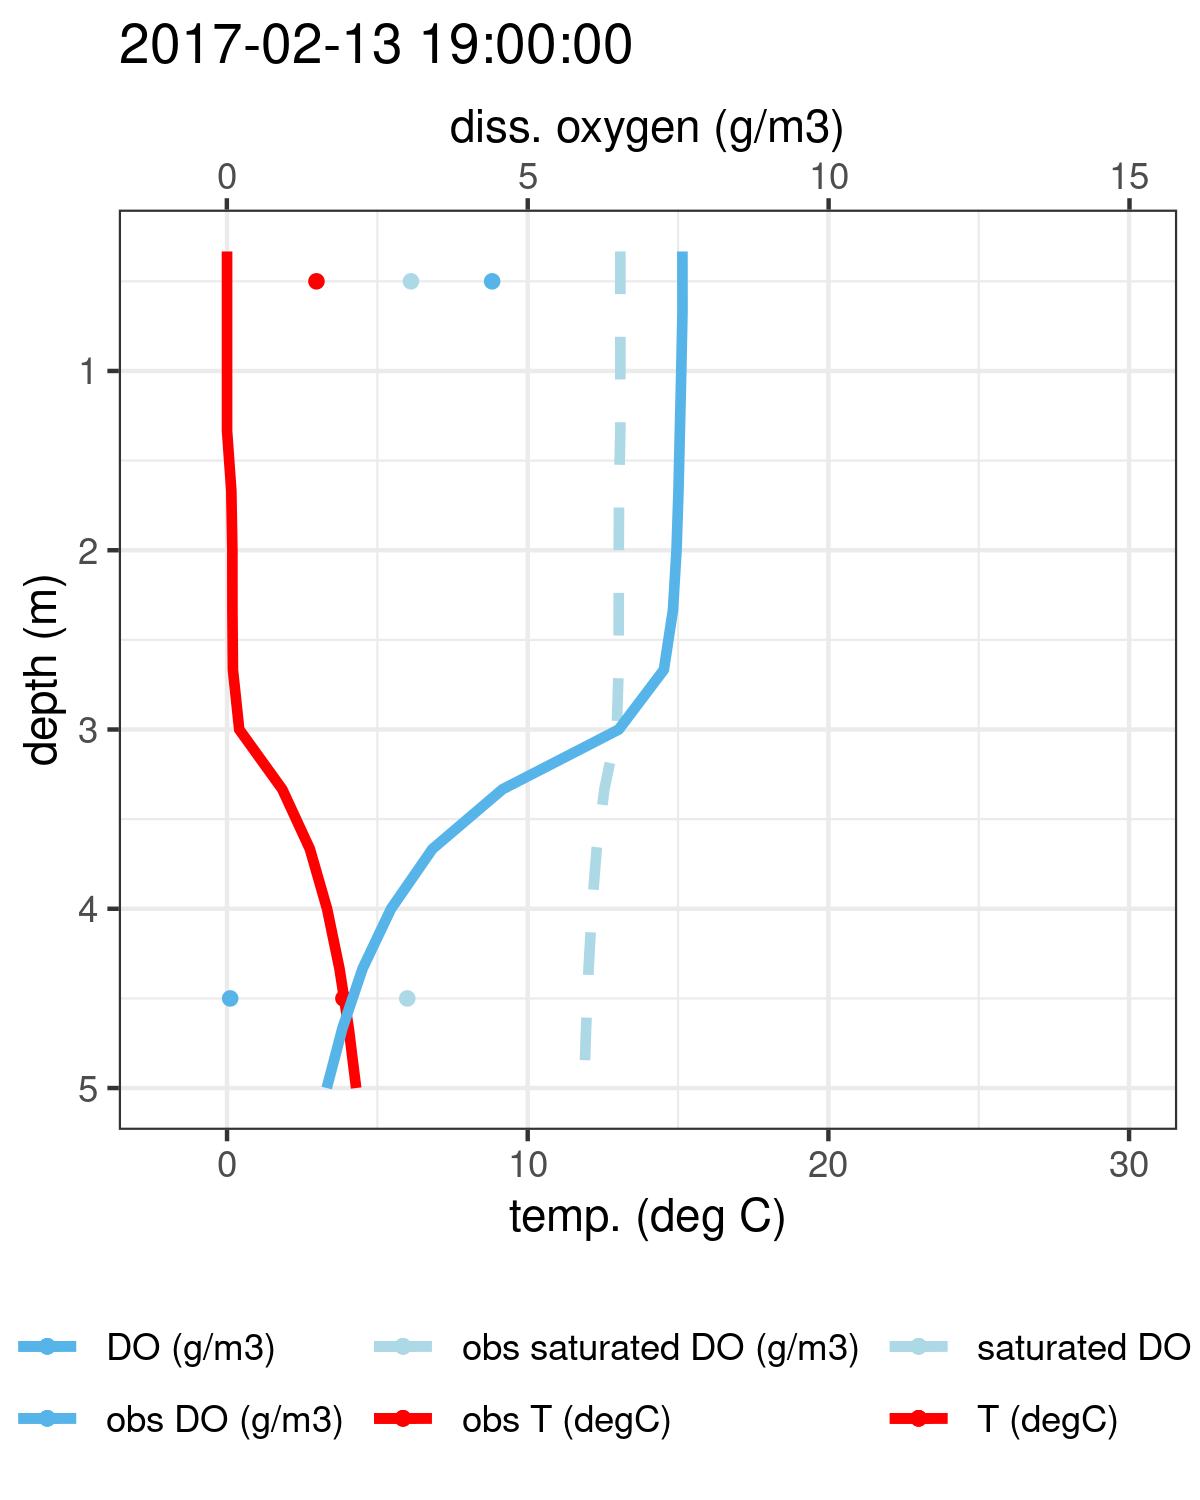 2017-02-13 19:00:00
diss. oxygen (g/m3)
0 5 10 15
1
2
3
4
5
depth (m)
0 10 20 30
temp. (deg C)
DO (g/m3) obs saturated DO (g/m3) saturated DO
obs DO (g/m3) obs T (degC) T (degC)